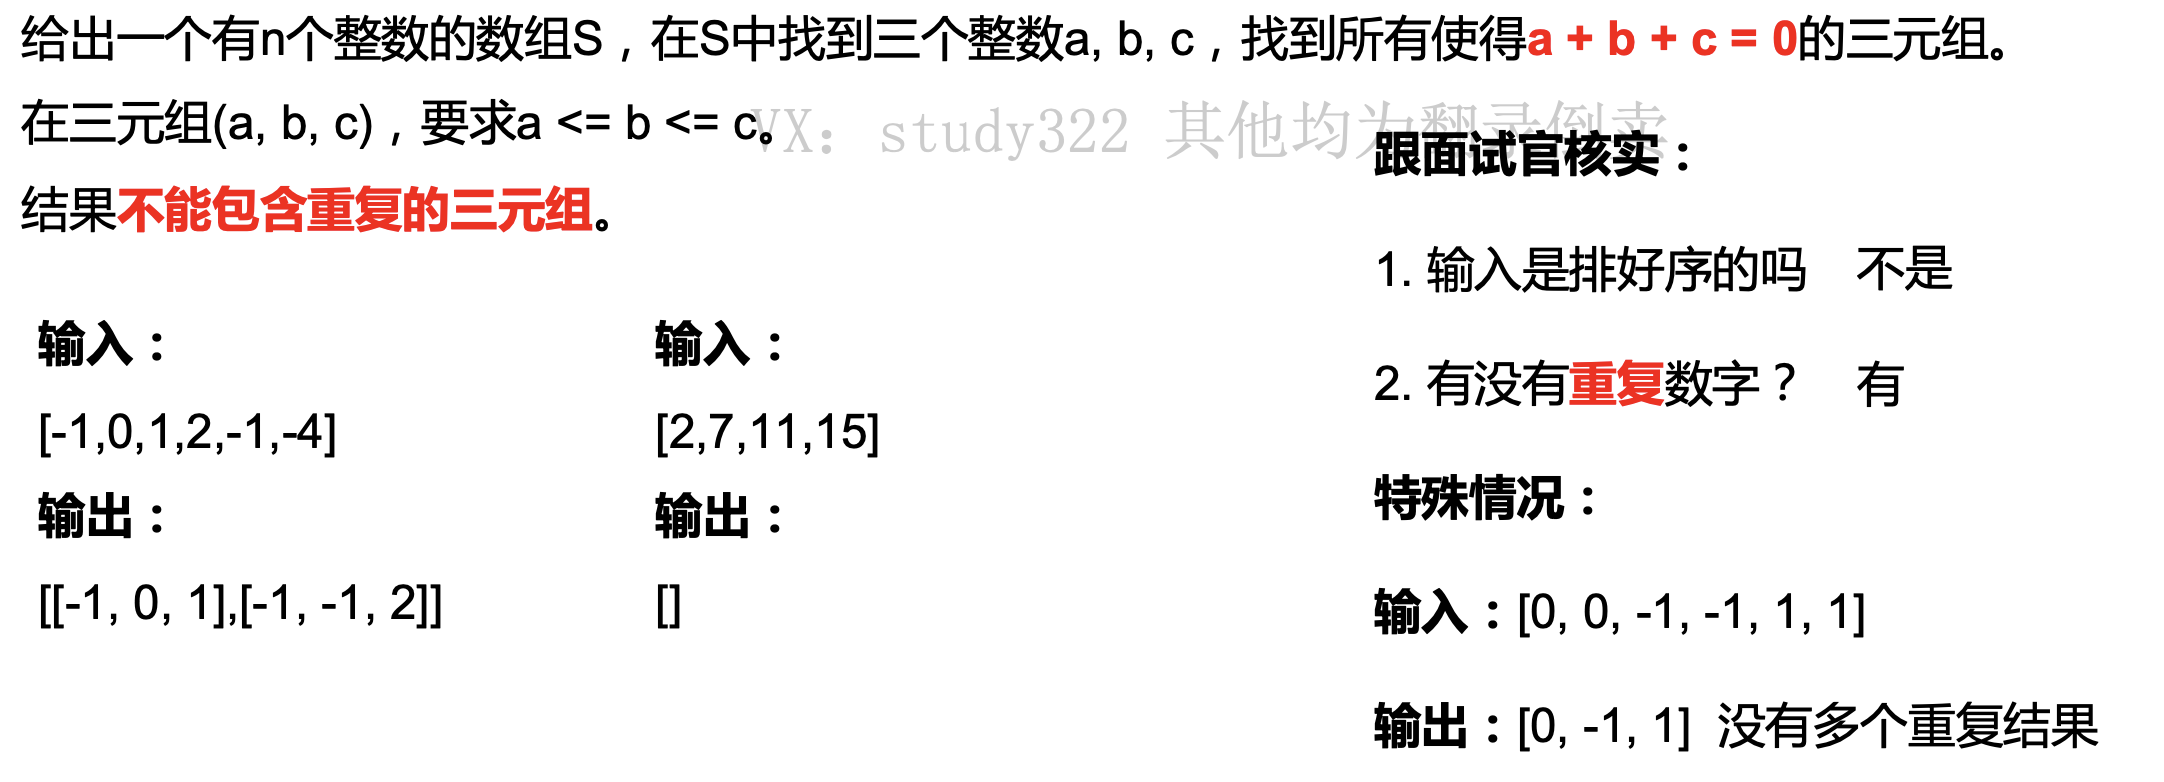 给出一个有n个整数的数组S，在S中找到三个整数a, b, c，找到所有使得a + b + c = 0的三元组。
在三元组(a, b, c)，要求a <= b <= c。
VX：study322 其他均为翻录倒卖
结果不能包含重复的三元组。
输入：
[-1,0,1,2,-1,-4]
输出：
[[-1, 0, 1],[-1, -1, 2]]
输入：
[2,7,11,15]
输出：
[]
跟面试官核实：
1. 输入是排好序的吗 不是
2. 有没有重复数字？ 有
特殊情况：
输入：[0, 0, -1, -1, 1, 1]
输出：[0, -1, 1] 没有多个重复结果